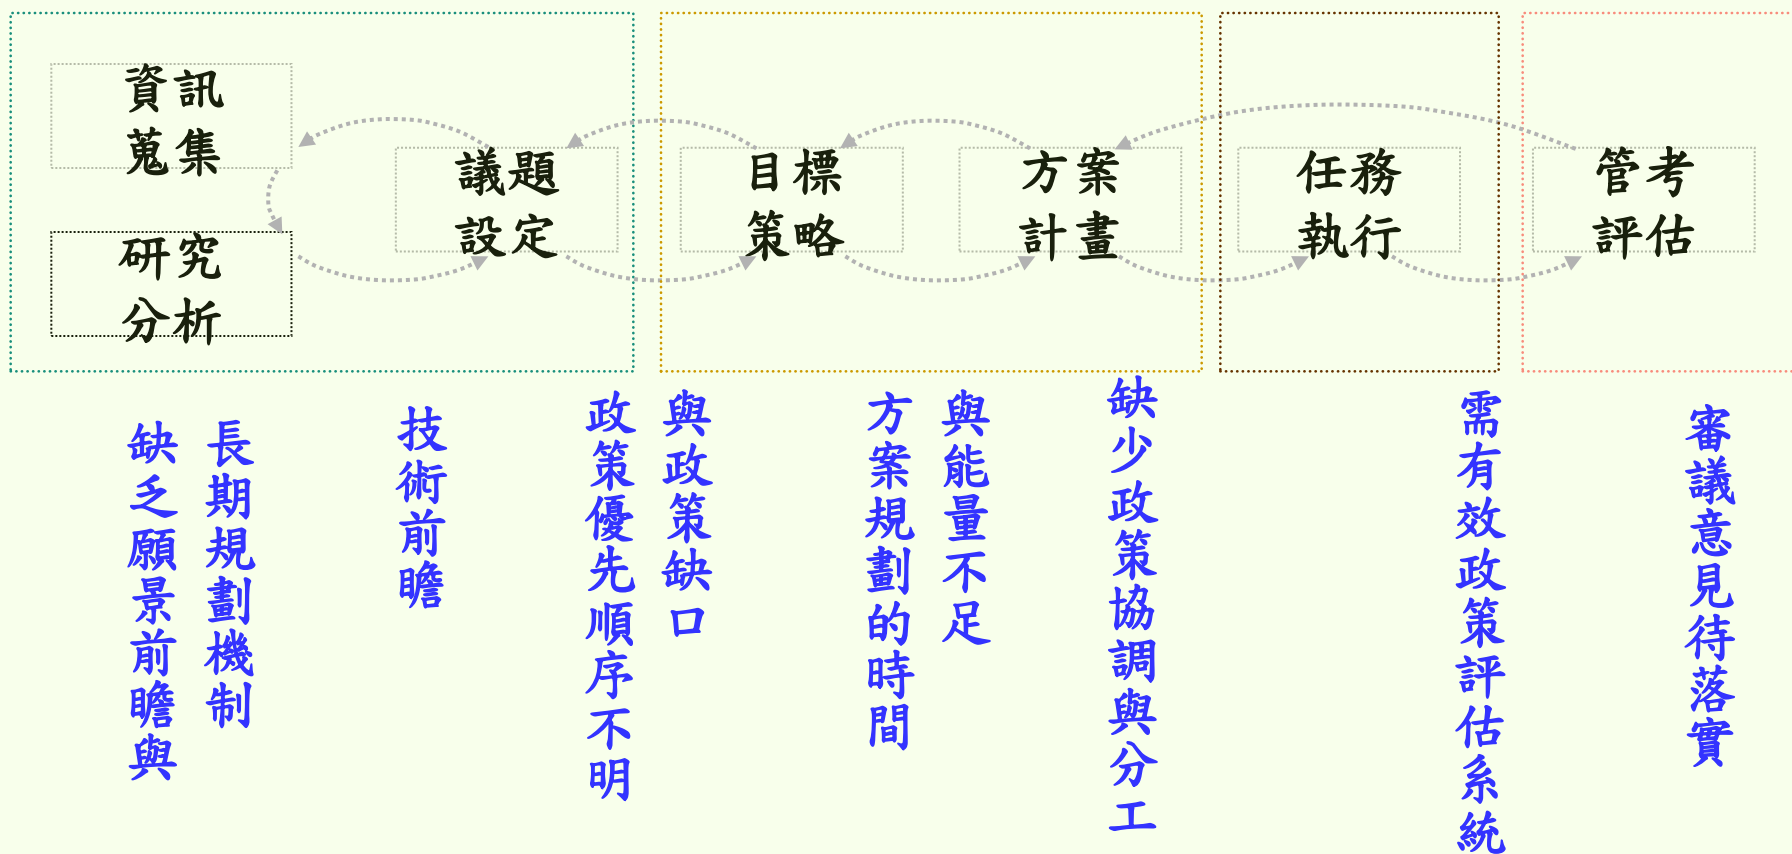 資訊
蒐集
研究
分析
議題
設定
目標
策略
方案
計畫
任務
執行
管考
評估
缺乏願景前瞻與
長期規劃機制
技術前瞻
政策優先順序不明
與政策缺口
方案規劃的時間
與能量不足
缺少政策協調與分工
需有效政策評估系統
審議意見待落實